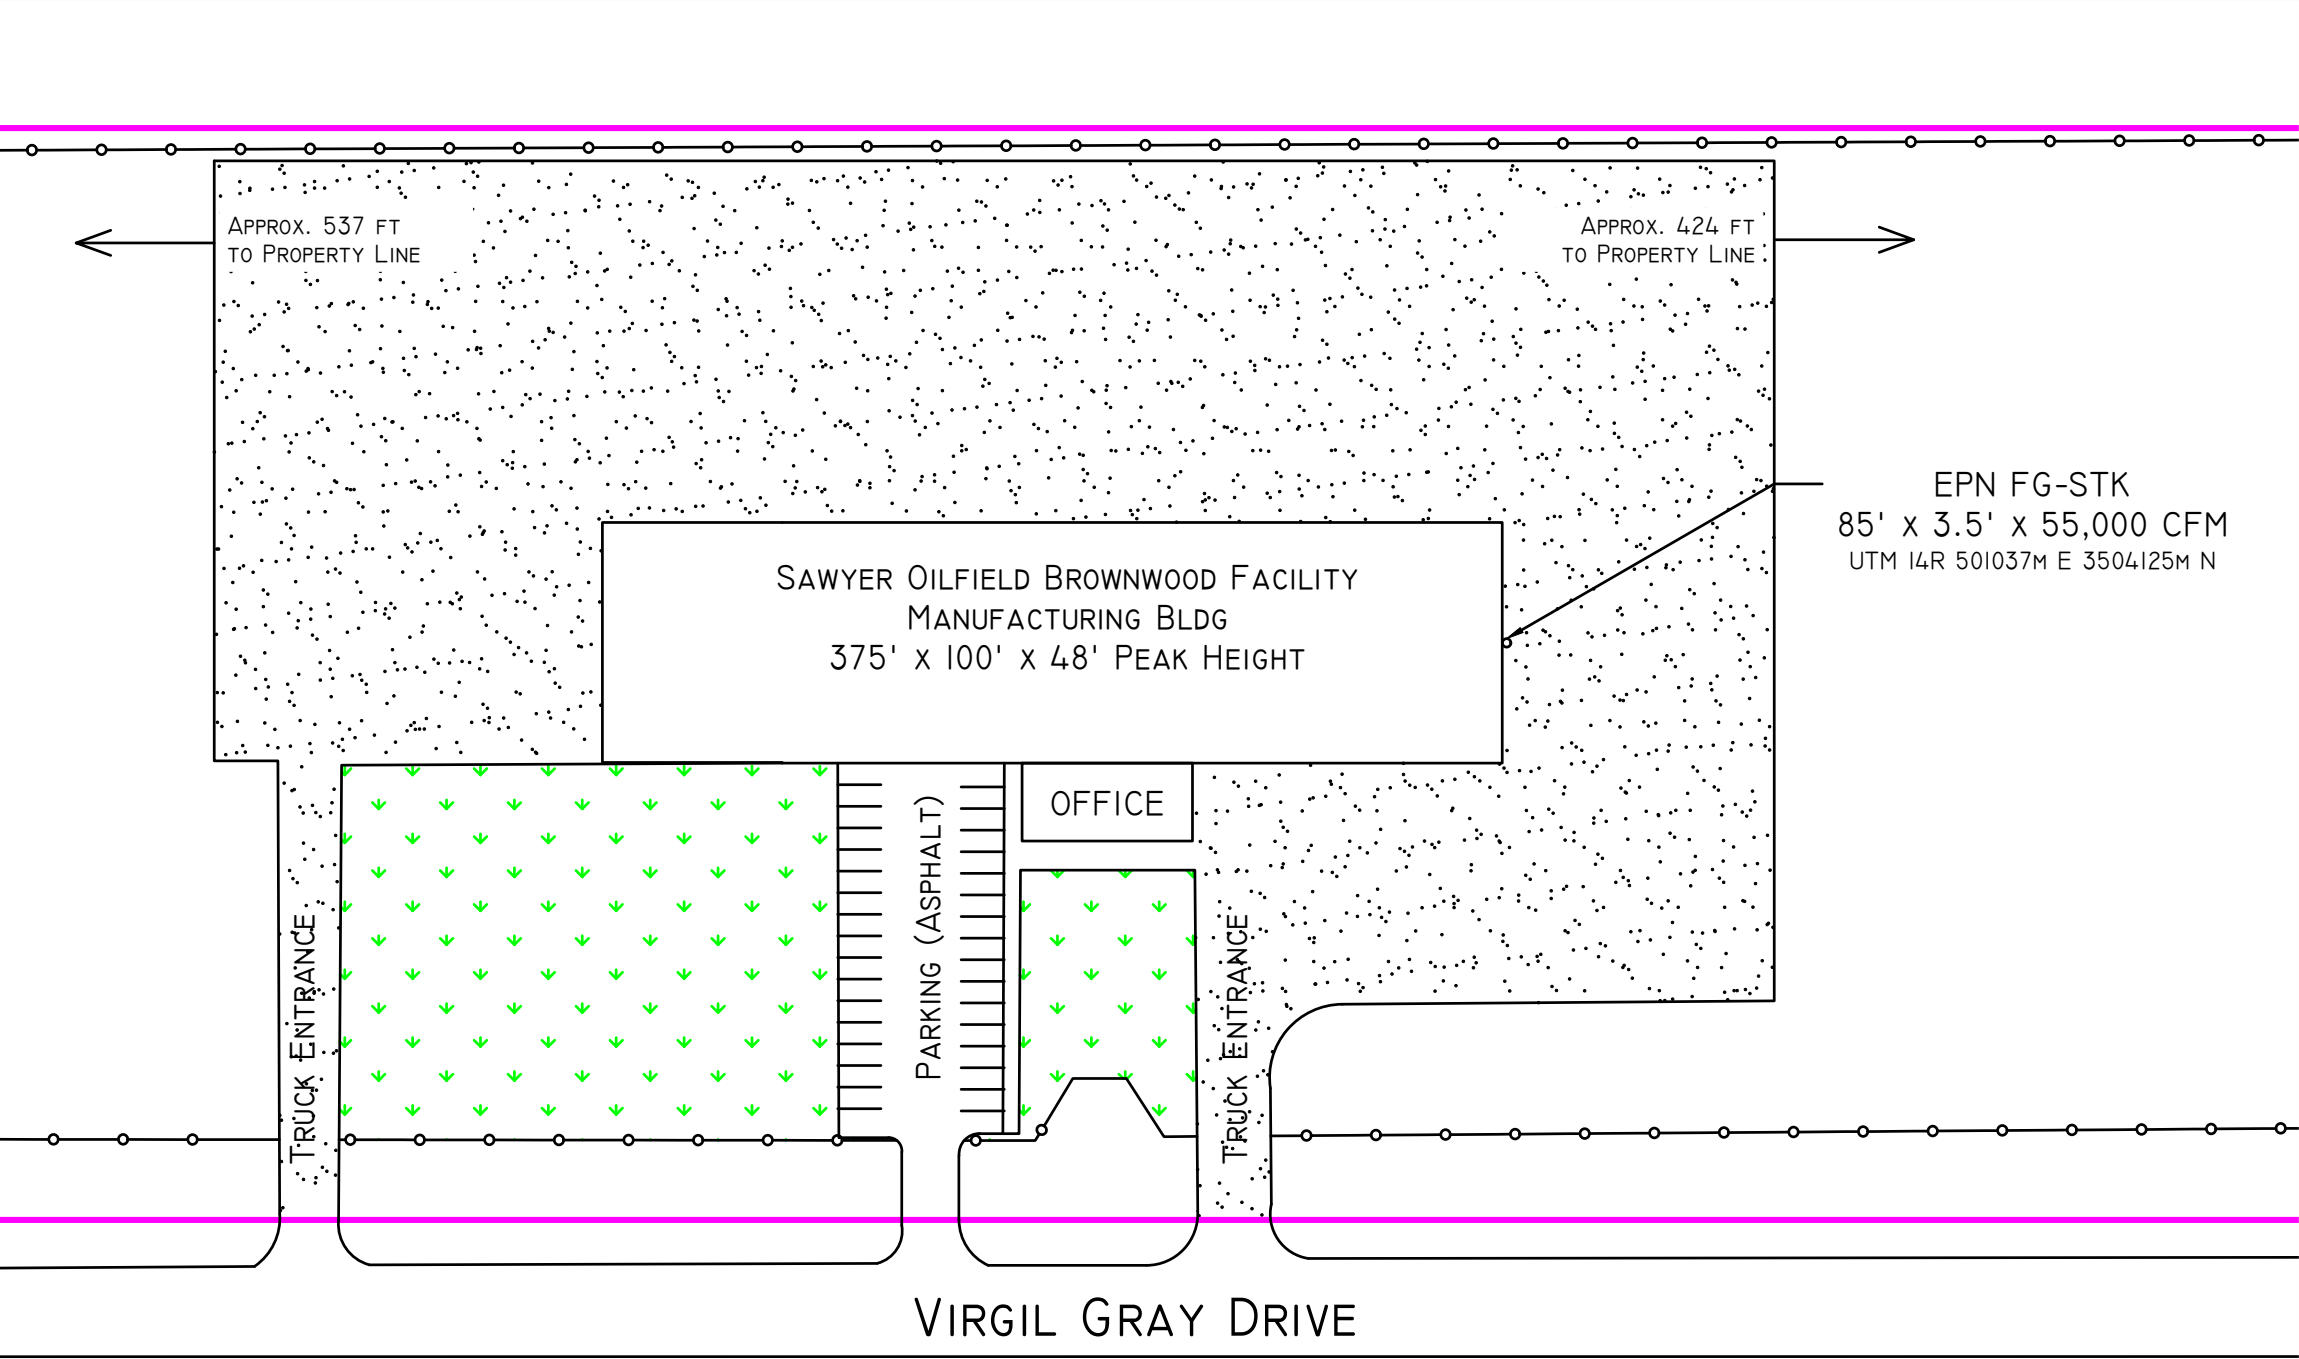 Approx. 537 ft
to Property Line
Approx. 424 ft
to Property Line
EPN FG-STK
85' x 3.5' x 55,000 CFM
UTM 14R 501037m E 3504125m N
Sawyer Oilfield Brownwood Facility
Manufacturing Bldg
375' x 100' x 48' Peak Height
OFFICE
Parking (Asphalt)
Truck Entrance
Truck Entrance
Virgil Gray Drive